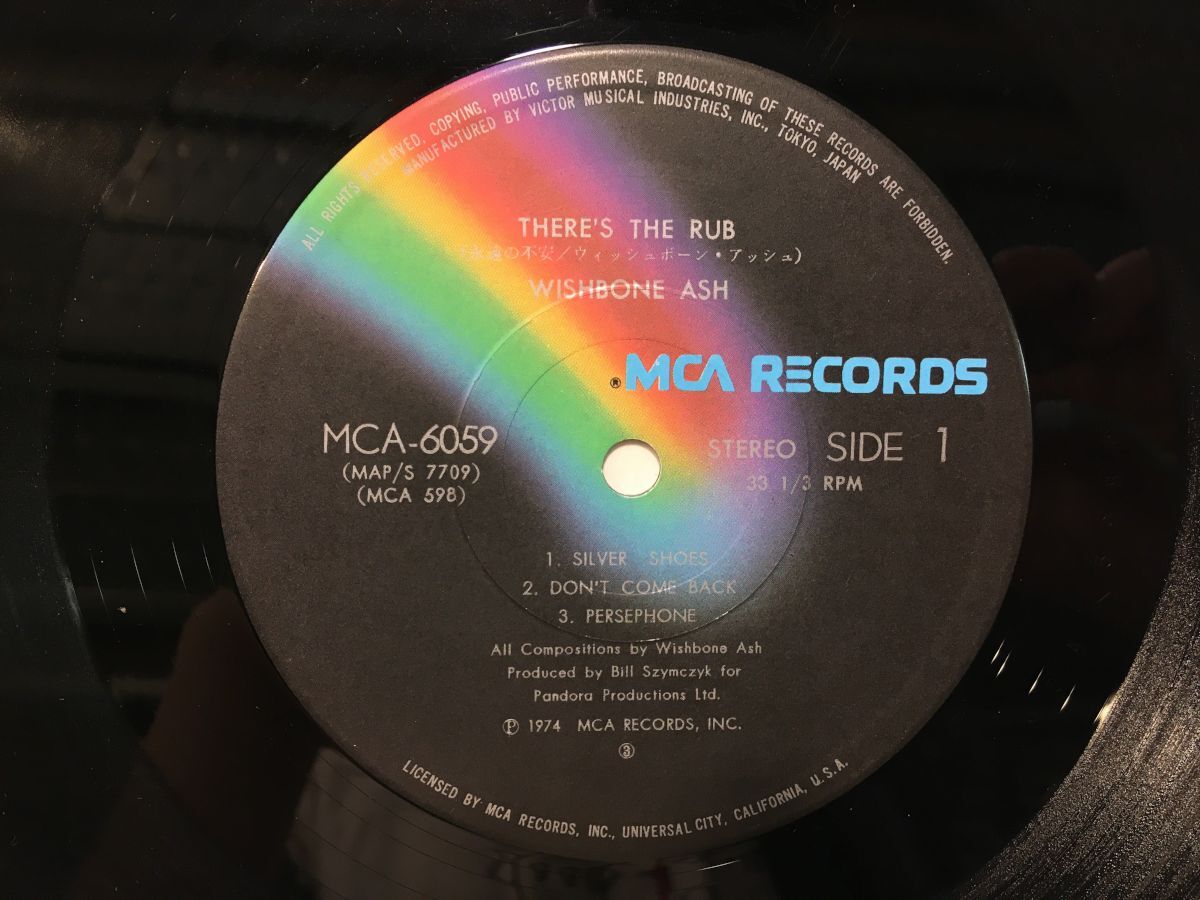 ALL RIGHTS RESERVED, COPYING, PUBLIC PERFORMANCE, BROADCASTING OF THESE RECORDS ARE FORBIDDEN.
MANUFACTURED BY VICTOR MUSICAL INDUSTRIES, INC., TOKYO, JAPAN
THERE'S THE RUB
(永遠の不安/ウィッシュボーン・アッシュ)
WISHBONE ASH
® MCA RECORDS
MCA-6059
(MAP/S 7709)
(MCA 598)
STEREO SIDE 1
33 1/3 RPM
1. SILVER SHOES
2. DON'T COME BACK
3. PERSEPHONE
All Compositions by Wishbone Ash
Produced by Bill Szymczyk for
Pandora Productions Ltd.
Ⓟ 1974 MCA RECORDS, INC.
③
LICENSED BY MCA RECORDS, INC., UNIVERSAL CITY, CALIFORNIA, U.S.A.